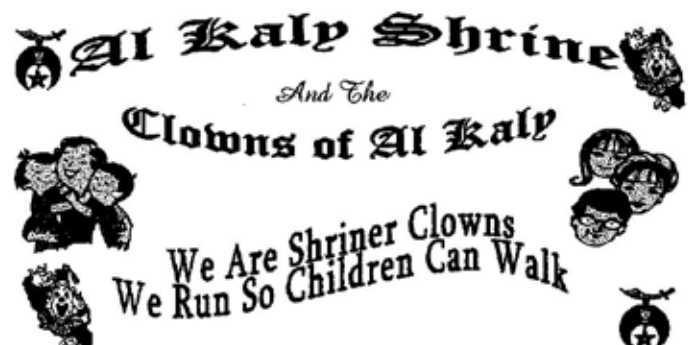 Al Kaly Shrine
And The
Clowns of Al Kaly
We Are Shriner Clowns
We Run So Children Can Walk